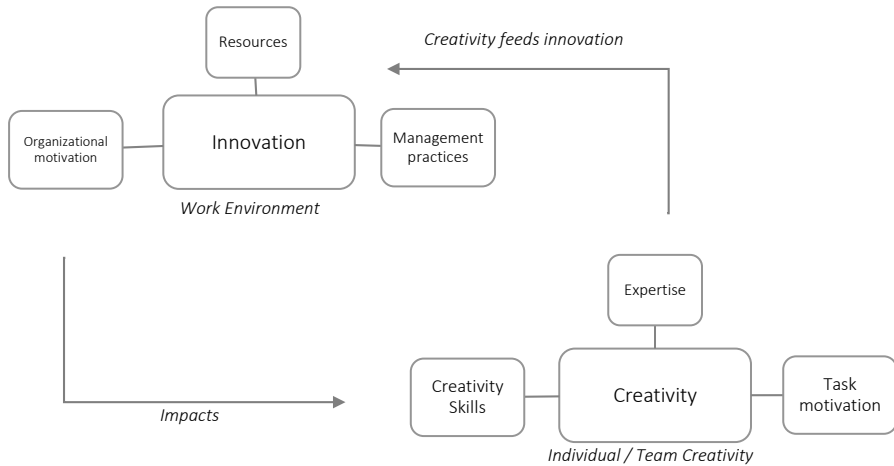 Resources
Creativity feeds innovation
Organizational
motivation
Innovation
Management
practices
Work Environment
Expertise
Creativity
Skills
Creativity
Task
motivation
Impacts
Individual / Team Creativity